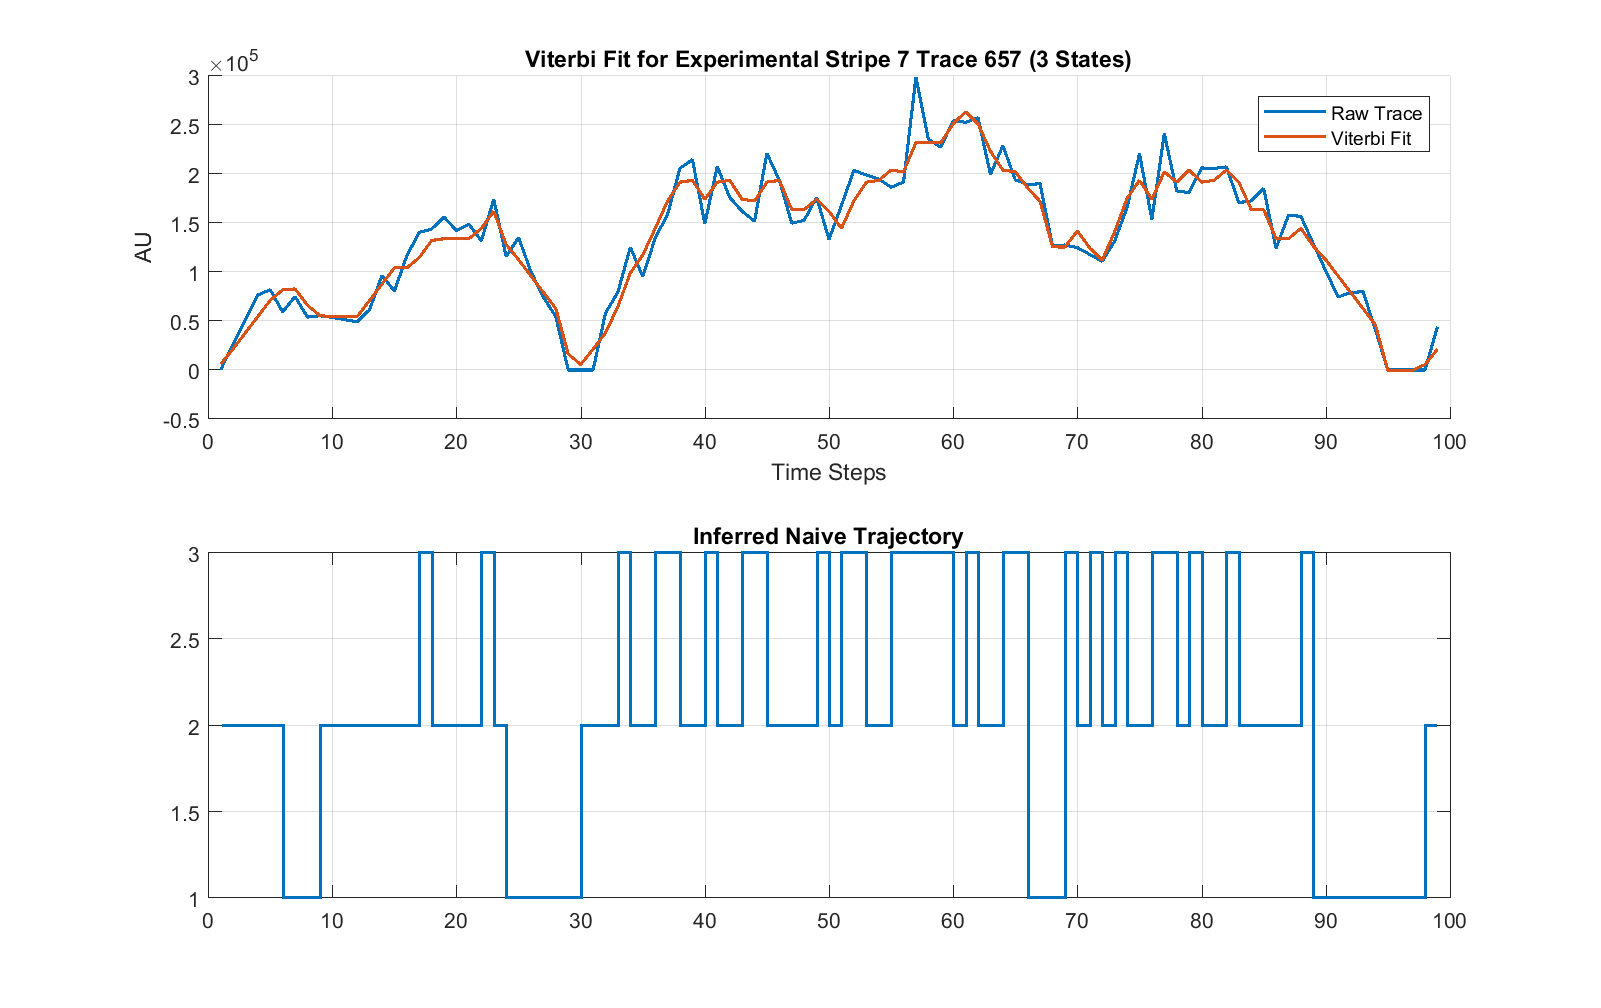 Viterbi Fit for Experimental Stripe 7 Trace 657 (3 States)
×10⁵
3
2.5
2
1.5
1
0.5
0
-0.5
AU
Raw Trace
Viterbi Fit
0 10 20 30 40 50 60 70 80 90 100
Time Steps
Inferred Naive Trajectory
3
2.5
2
1.5
1
0 10 20 30 40 50 60 70 80 90 100